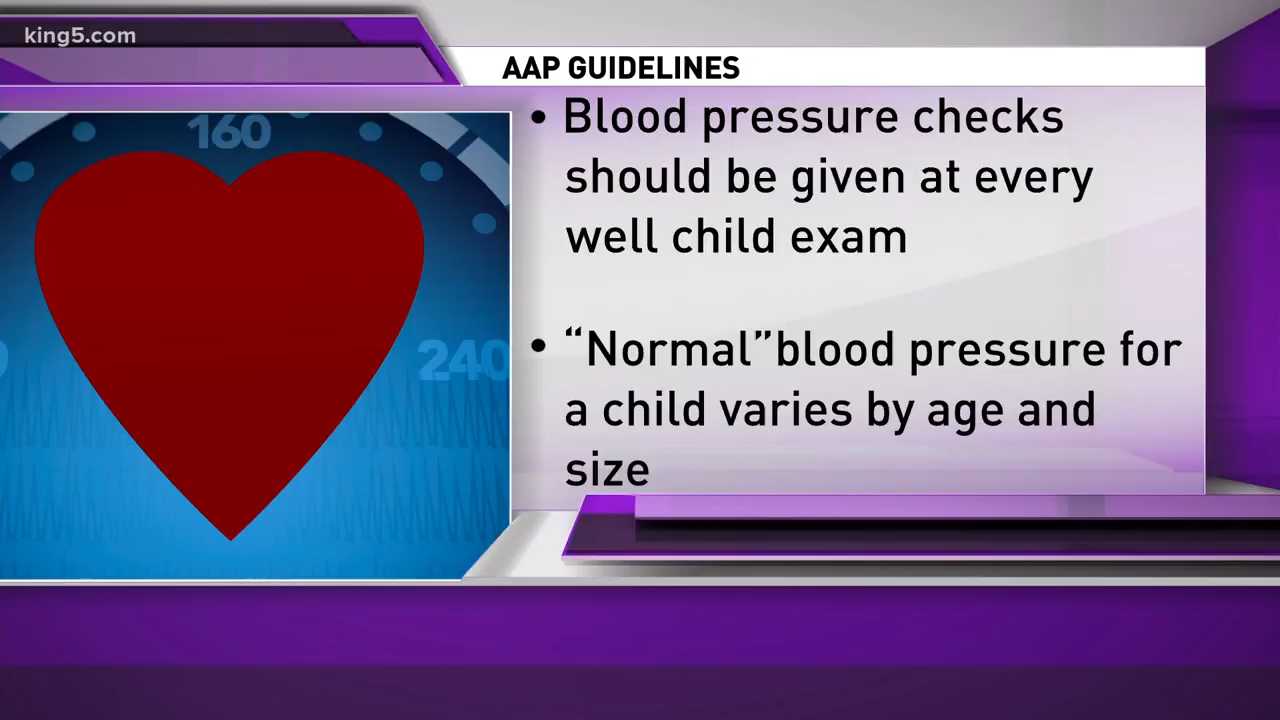 king5.com
AAP GUIDELINES
160
240
• Blood pressure checks
should be given at every
well child exam
• “Normal”blood pressure for
a child varies by age and
size